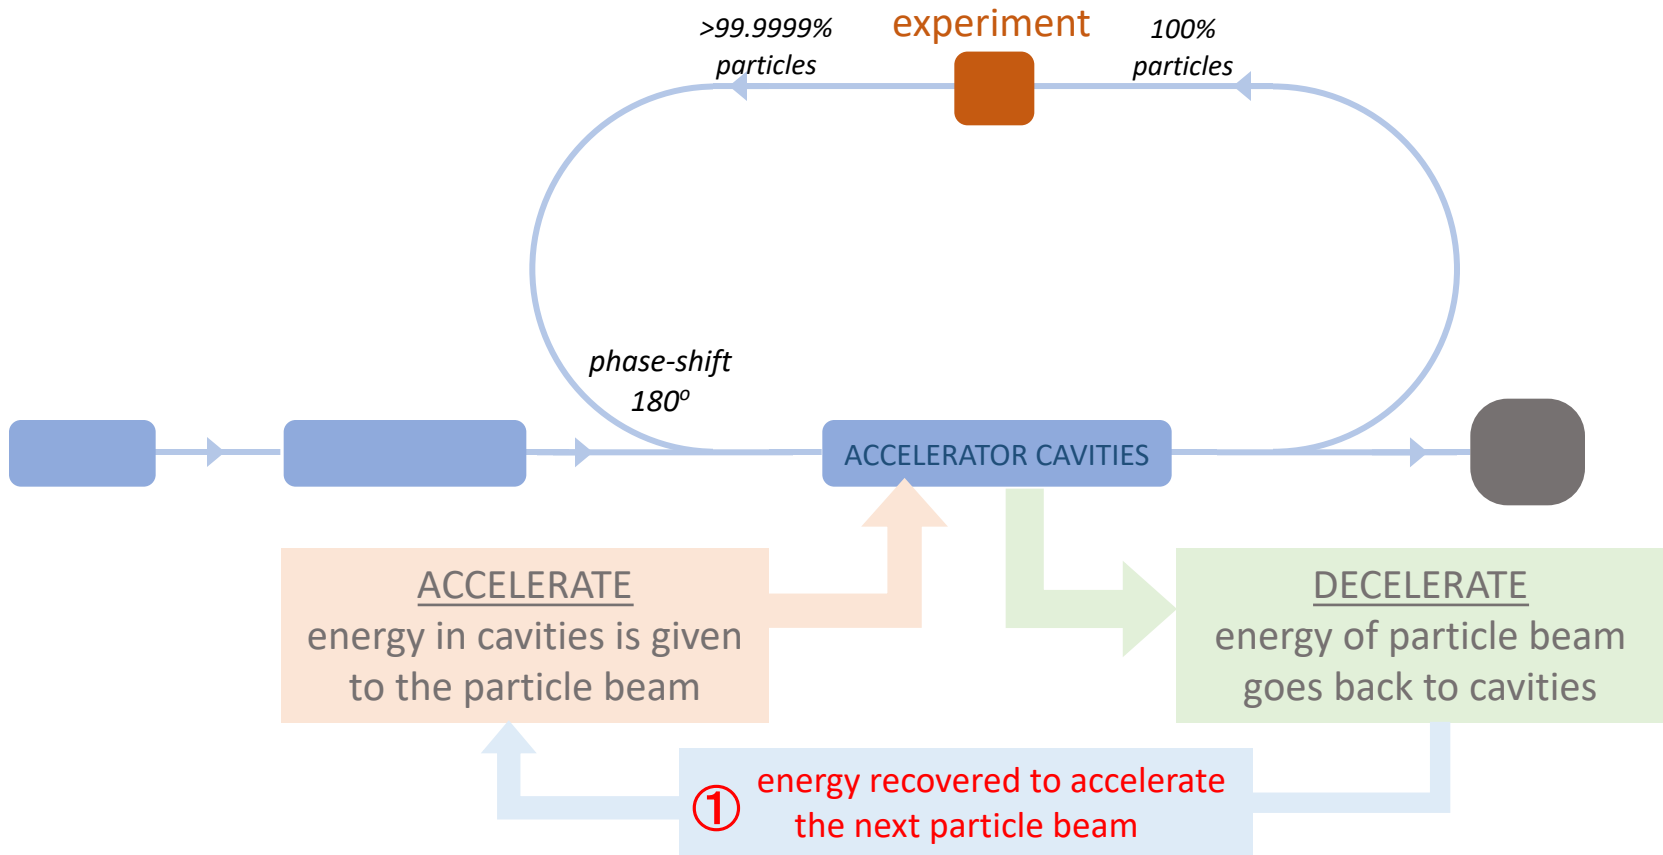 >99.9999%
particles
experiment
100%
particles
phase-shift
180º
ACCELERATOR CAVITIES
ACCELERATE
energy in cavities is given
to the particle beam
DECELERATE
energy of particle beam
goes back to cavities
① energy recovered to accelerate
the next particle beam